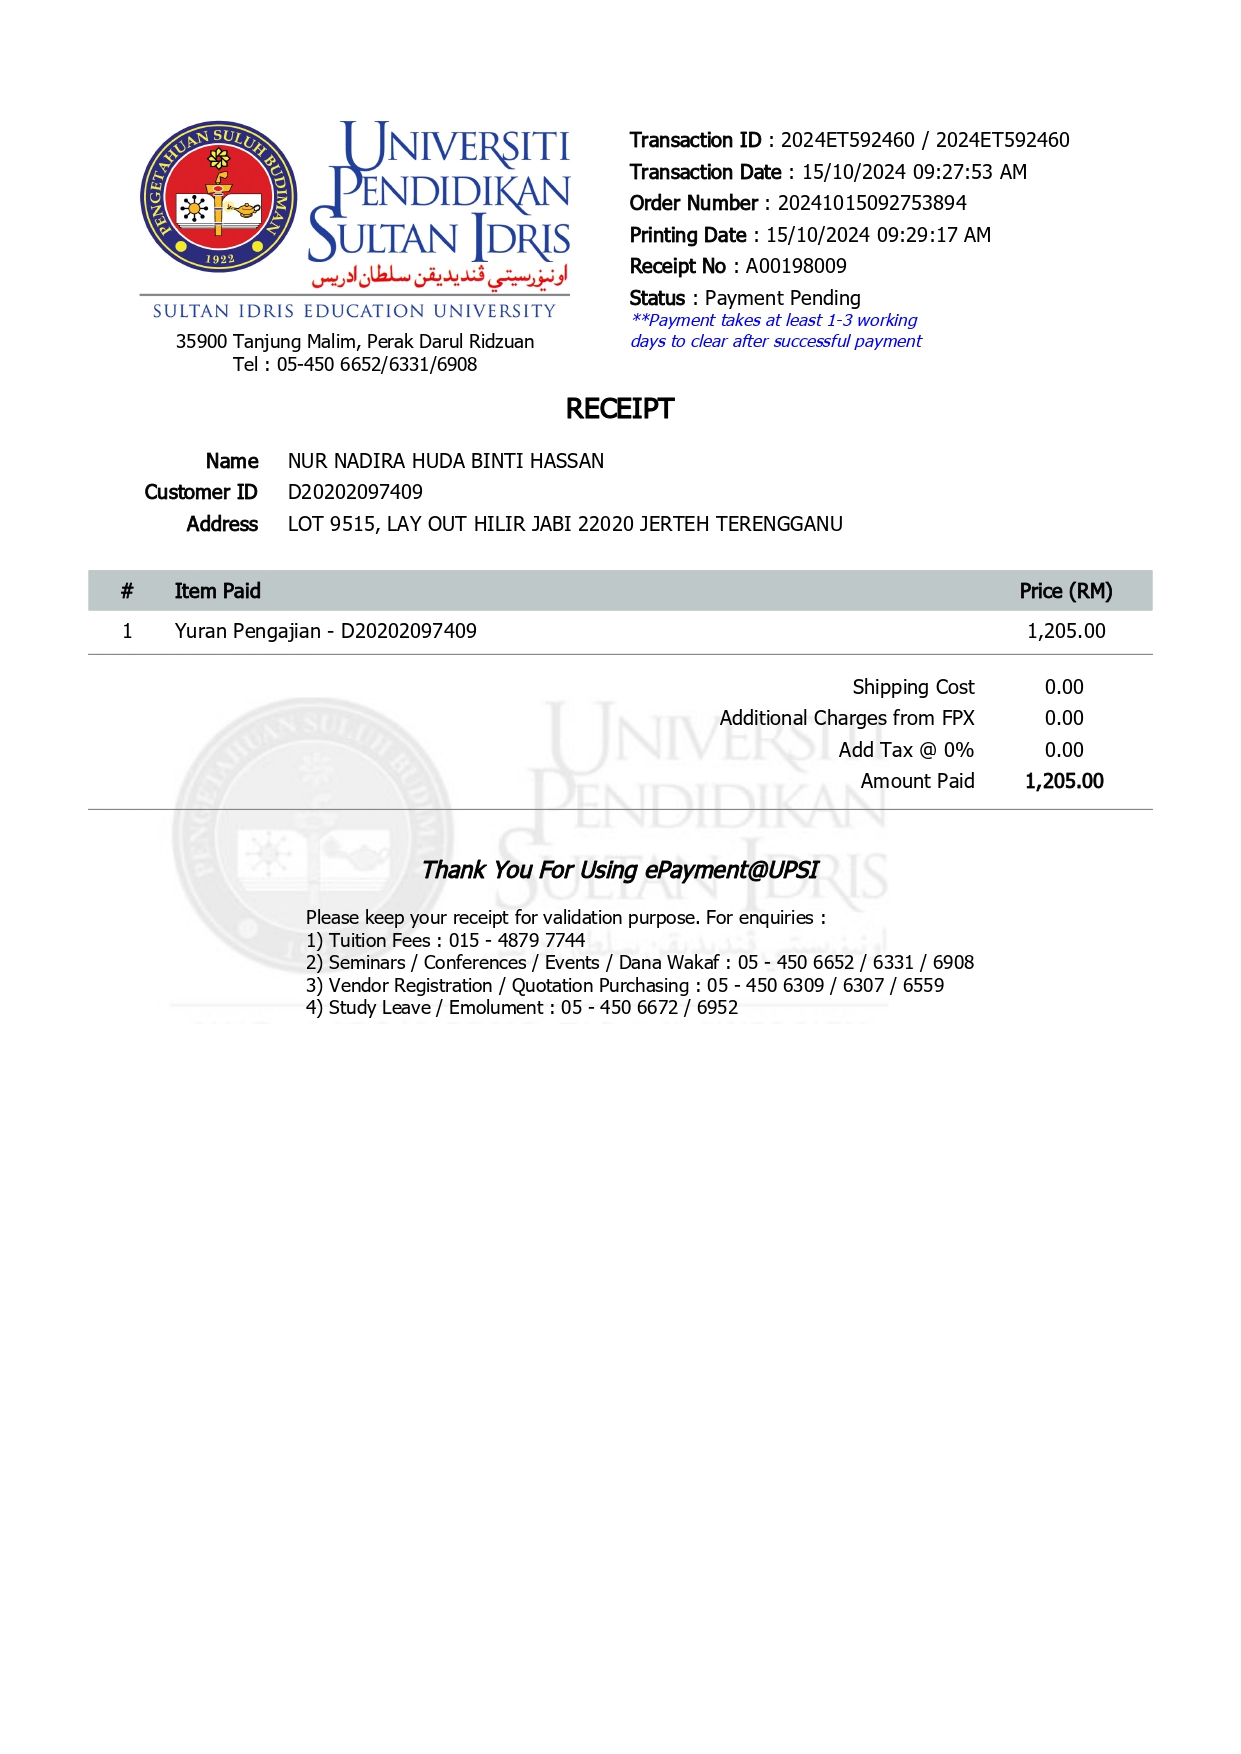 PENGETAHUAN SULUH BUDIMAN
1922
UNIVERSITI
PENDIDIKAN
SULTAN IDRIS
اونيۏرسيتي ڤنديديقن سلطان ادريس
SULTAN IDRIS EDUCATION UNIVERSITY
35900 Tanjung Malim, Perak Darul Ridzuan
Tel : 05-450 6652/6331/6908
Transaction ID : 2024ET592460 / 2024ET592460
Transaction Date : 15/10/2024 09:27:53 AM
Order Number : 20241015092753894
Printing Date : 15/10/2024 09:29:17 AM
Receipt No : A00198009
Status : Payment Pending
**Payment takes at least 1-3 working
days to clear after successful payment
RECEIPT
Name NUR NADIRA HUDA BINTI HASSAN
Customer ID D20202097409
Address LOT 9515, LAY OUT HILIR JABI 22020 JERTEH TERENGGANU
# Item Paid Price (RM)
1 Yuran Pengajian - D20202097409 1,205.00
Shipping Cost 0.00
Additional Charges from FPX 0.00
Add Tax @ 0% 0.00
Amount Paid 1,205.00
UNIVERSITI
PENDIDIKAN
SULTAN IDRIS
Thank You For Using ePayment@UPSI
Please keep your receipt for validation purpose. For enquiries :
1) Tuition Fees : 015 - 4879 7744
2) Seminars / Conferences / Events / Dana Wakaf : 05 - 450 6652 / 6331 / 6908
3) Vendor Registration / Quotation Purchasing : 05 - 450 6309 / 6307 / 6559
4) Study Leave / Emolument : 05 - 450 6672 / 6952